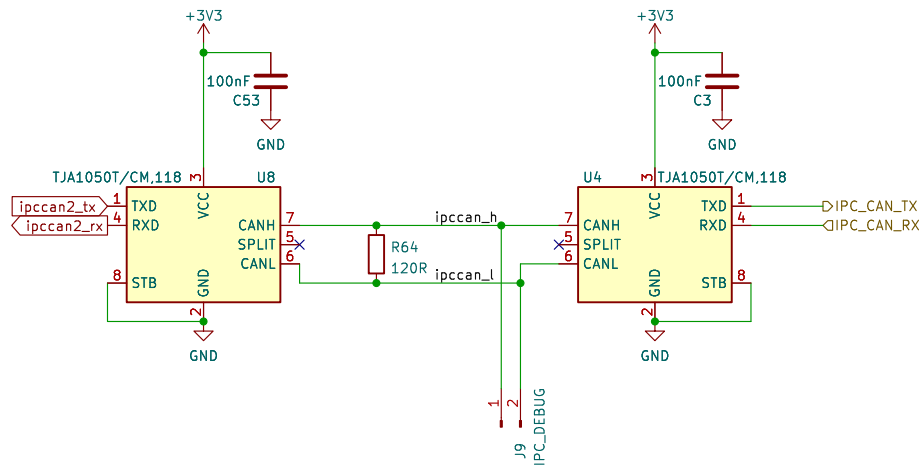 +3V3
+3V3
100nF
C53
100nF
C3
GND
GND
TJA1050T/CM,118
U8
U4
TJA1050T/CM,118
3
VCC
3
VCC
ipccan2_tx
1
TXD
TXD
1
IPC_CAN_TX
ipccan2_rx
4
RXD
CANH
7
ipccan_h
7
CANH
RXD
4
IPC_CAN_RX
SPLIT
5
R64
5
SPLIT
CANL
6
120R
6
CANL
8
STB
GND
ipccan_l
GND
STB
8
2
2
GND
GND
1
2
J9
IPC_DEBUG